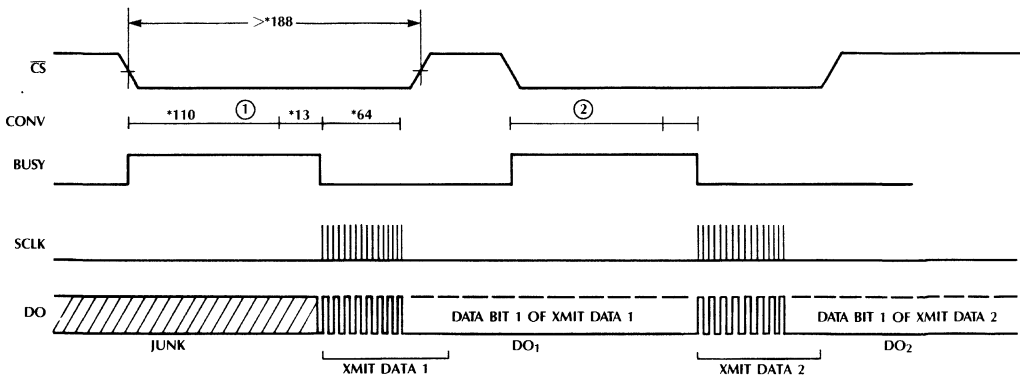 >*188
CS
*110 ① *13 *64 ②
CONV
BUSY
SCLK
DO
DATA BIT 1 OF XMIT DATA 1 DATA BIT 1 OF XMIT DATA 2
JUNK DO₁ DO₂
XMIT DATA 1 XMIT DATA 2